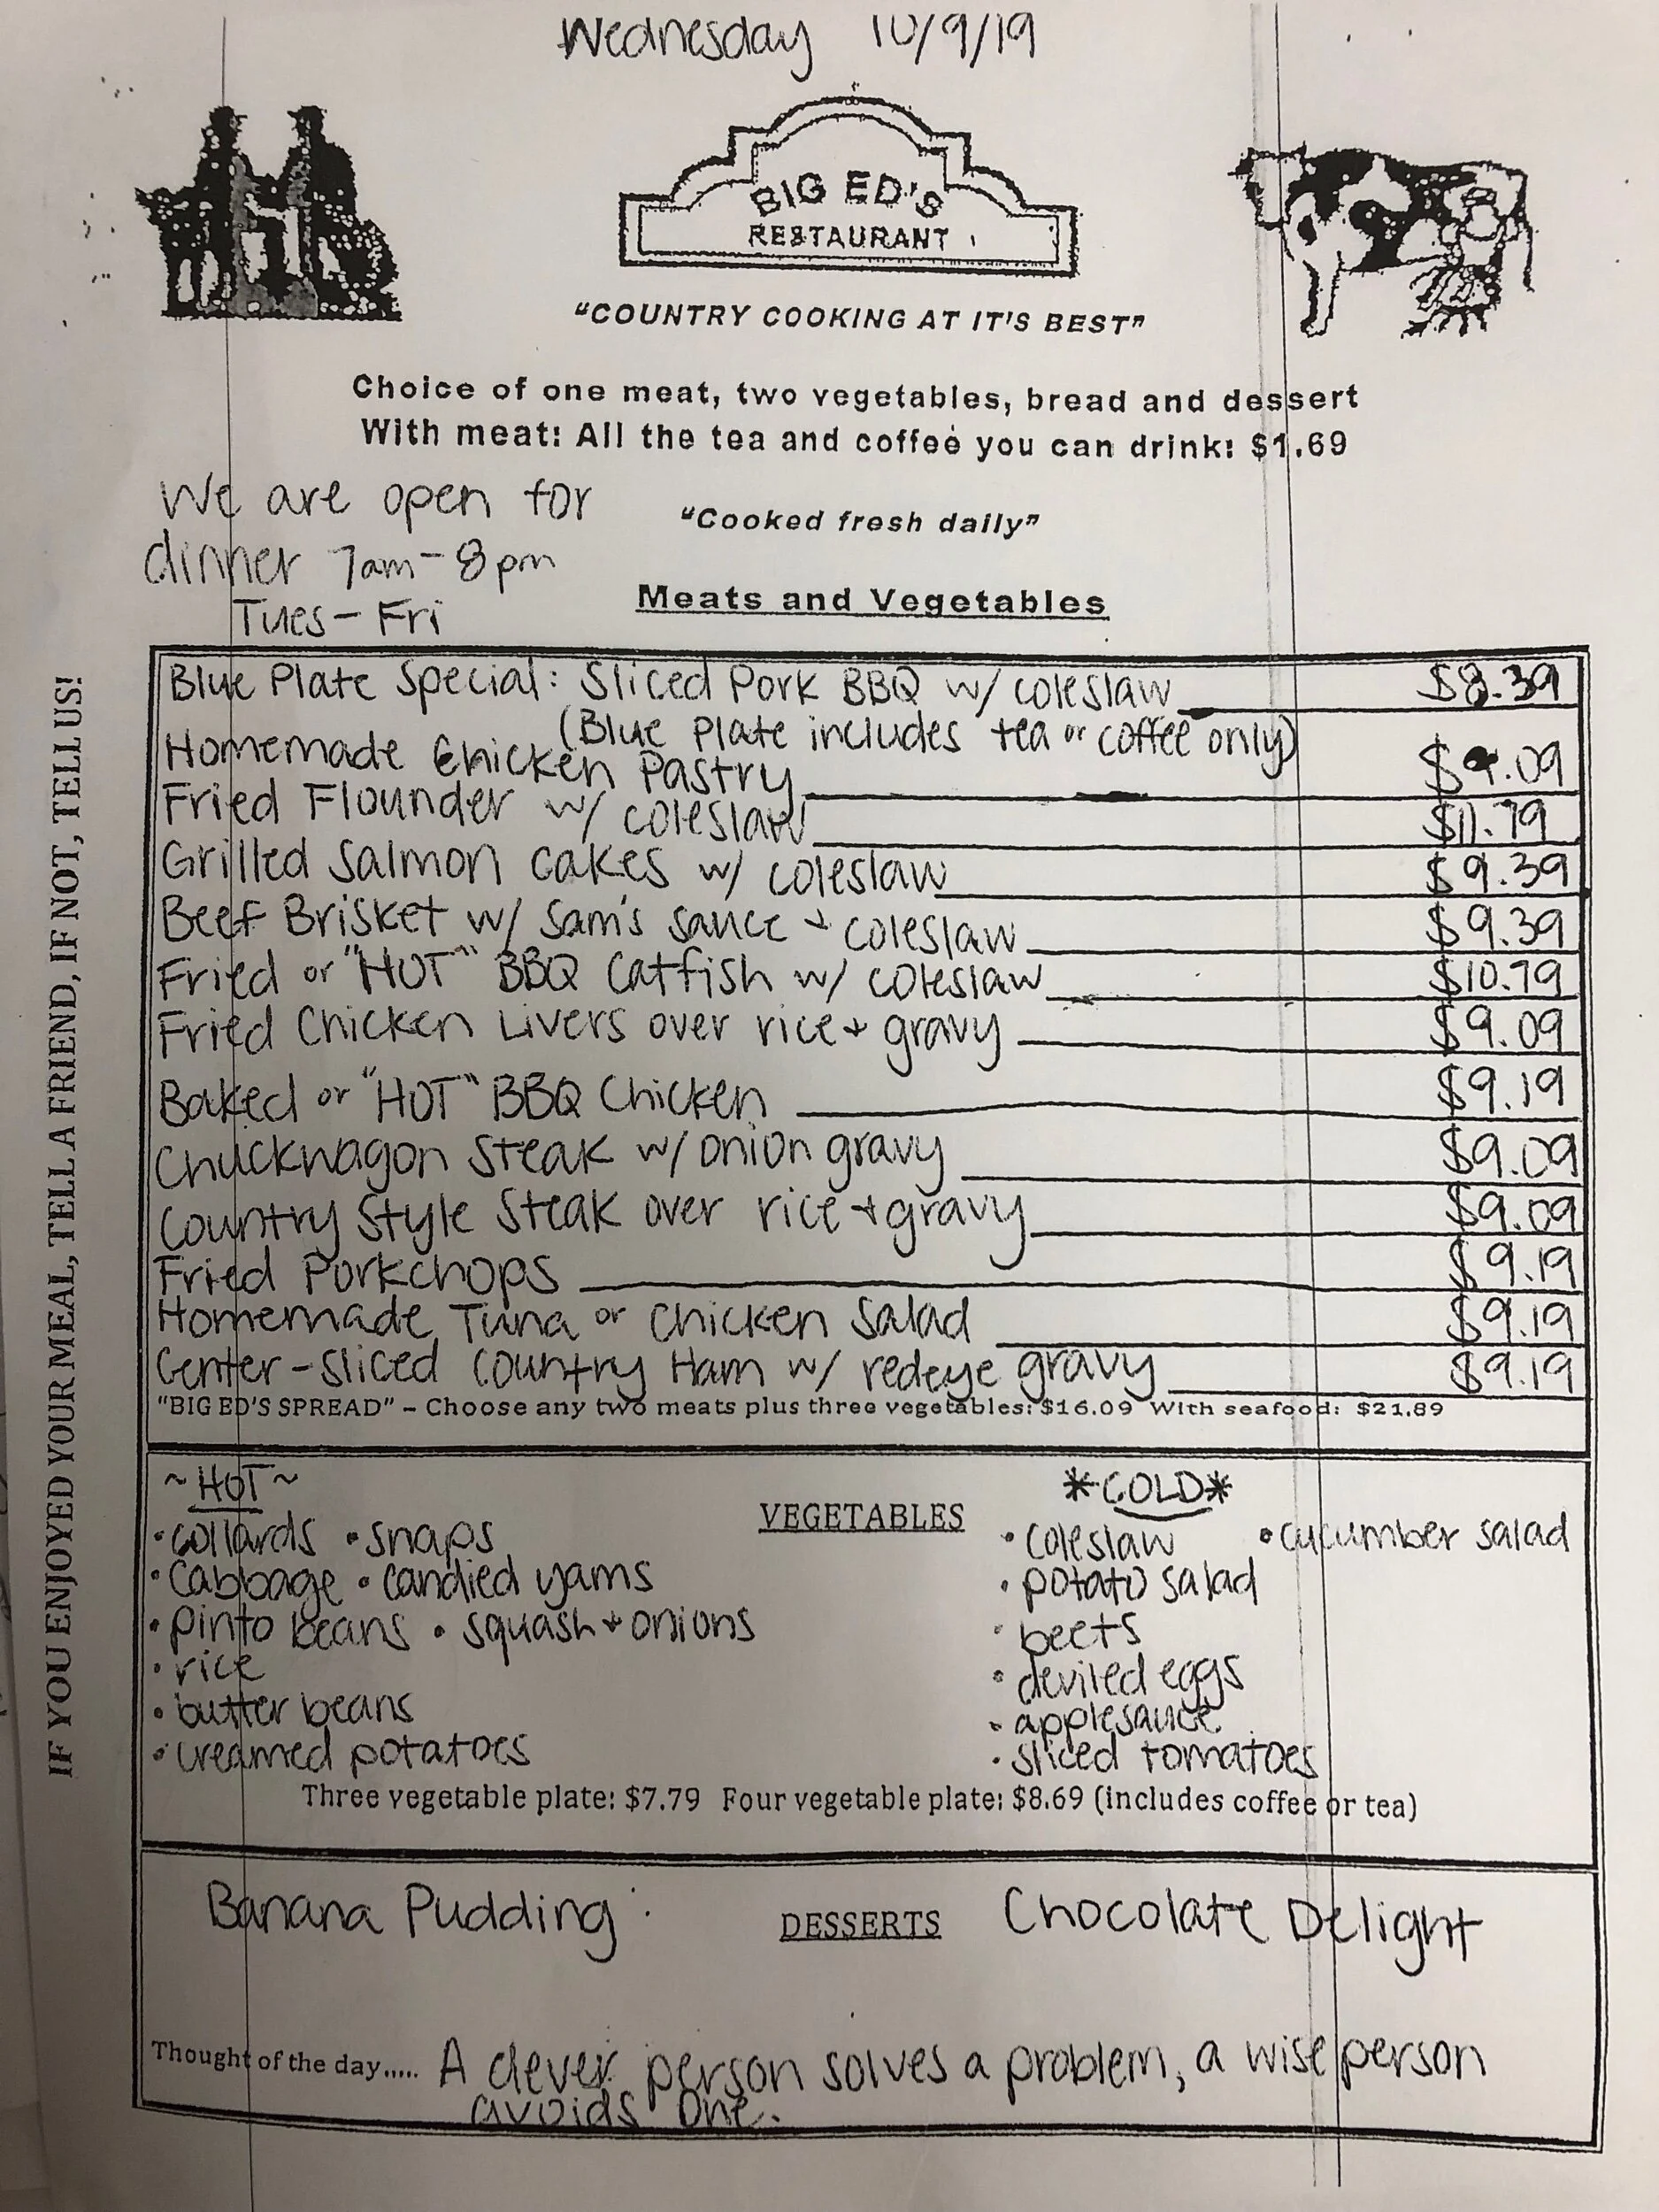 Wednesday 10/9/19
BIG ED'S
RESTAURANT
"COUNTRY COOKING AT IT'S BEST"
Choice of one meat, two vegetables, bread and dessert
With meat: All the tea and coffee you can drink: $1.69
We are open for
dinner 7am-8pm
Tues-Fri
"Cooked fresh daily"
Meats and Vegetables
Blue Plate Special: Sliced Pork BBQ w/ coleslaw $8.39
(Blue Plate includes tea or coffee only)
Homemade Chicken Pastry $9.09
Fried Flounder w/ coleslaw $11.79
Grilled Salmon Cakes w/ coleslaw $9.39
Beef Brisket w/ Sam's sauce + coleslaw $9.39
Fried or "HOT" BBQ Catfish w/ coleslaw $10.79
Fried Chicken Livers over rice + gravy $9.09
Baked or "HOT" BBQ Chicken $9.19
Chuckwagon Steak w/ onion gravy $9.09
Country Style Steak over rice + gravy $9.09
Fried Porkchops $9.19
Homemade Tuna or Chicken Salad $9.19
Center-sliced Country Ham w/ redeye gravy $9.19
"BIG ED'S SPREAD" – Choose any two meats plus three vegetables: $16.09 With seafood: $21.89
~HOT~
VEGETABLES
*COLD*
•collards •snaps
•cabbage •candied yams
•pinto beans •squash + onions
•rice
•butter beans
•creamed potatoes
•coleslaw •cucumber salad
•potato salad
•beets
•deviled eggs
•applesauce
•sliced tomatoes
Three vegetable plate: $7.79 Four vegetable plate: $8.69 (includes coffee or tea)
Banana Pudding DESSERTS Chocolate Delight
Thought of the day..... A clever person solves a problem, a wise person
avoids one.
IF YOU ENJOYED YOUR MEAL, TELL A FRIEND, IF NOT, TELL US!